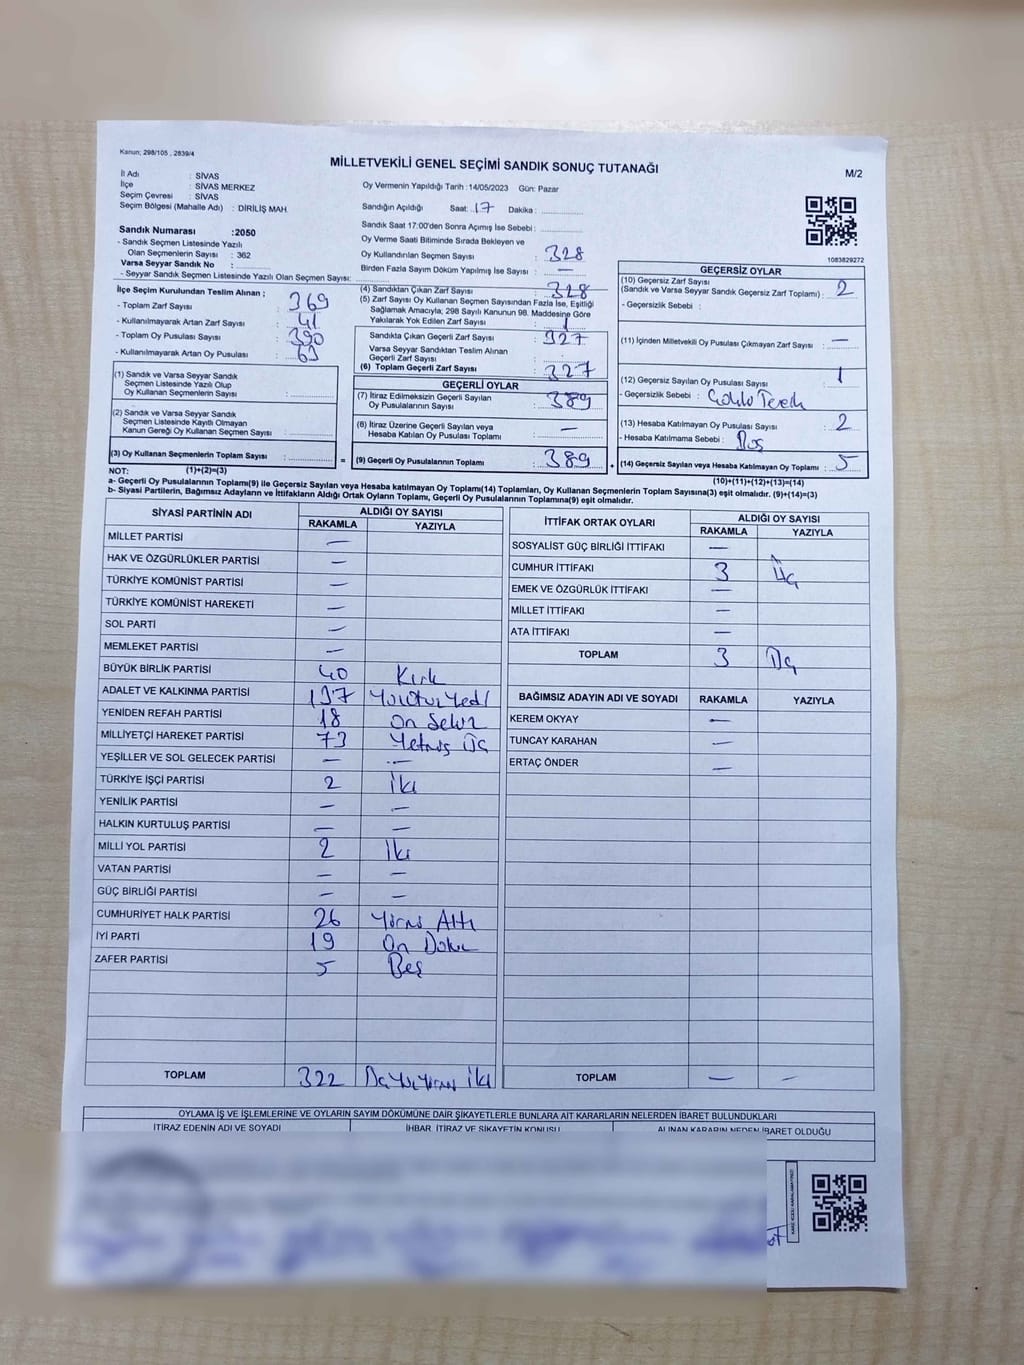 Kanun; 298/105 , 2839/4
MİLLETVEKİLİ GENEL SEÇİMİ SANDIK SONUÇ TUTANAĞI
M/2
İl Adı : SİVAS
İlçe : SİVAS MERKEZ
Seçim Çevresi : SİVAS
Seçim Bölgesi (Mahalle Adı) : DİRİLİŞ MAH.
Sandık Numarası :2050
- Sandık Seçmen Listesinde Yazılı
Olan Seçmenlerin Sayısı : 362
Varsa Seyyar Sandık No :
- Seyyar Sandık Seçmen Listesinde Yazılı Olan Seçmen Sayısı:
Oy Vermenin Yapıldığı Tarih :14/05/2023 Gün: Pazar
Sandığın Açıldığı Saat: 17 Dakika :
Sandık Saat 17:00'den Sonra Açımış İse Sebebi :
Oy Verme Saati Bitiminde Sırada Bekleyen ve
Oy Kullandırılan Seçmen Sayısı : 328
Birden Fazla Sayım Döküm Yapılmış İse Sayısı : —
1083829272
İlçe Seçim Kurulundan Teslim Alınan ;
- Toplam Zarf Sayısı : 369
- Kullanılmayarak Artan Zarf Sayısı : 41
- Toplam Oy Pusulası Sayısı : 390
- Kullanılmayarak Artan Oy Pusulası : 63
(1) Sandık ve Varsa Seyyar Sandık
Seçmen Listesinde Yazılı Olup
Oy Kullanan Seçmenlerin Sayısı :
(2) Sandık ve Varsa Seyyar Sandık
Seçmen Listesinde Kayıtlı Olmayan
Kanun Gereği Oy Kullanan Seçmen Sayısı :
(3) Oy Kullanan Seçmenlerin Toplam Sayısı :
(4) Sandıktan Çıkan Zarf Sayısı : 328
(5) Zarf Sayısı Oy Kullanan Seçmen Sayısından Fazla İse, Eşitliği
Sağlamak Amacıyla; 298 Sayılı Kanunun 98. Maddesine Göre
Yakılarak Yok Edilen Zarf Sayısı : 1
Sandıkta Çıkan Geçerli Zarf Sayısı : 327
Varsa Seyyar Sandıktan Teslim Alınan
Geçerli Zarf Sayısı :
(6) Toplam Geçerli Zarf Sayısı : 327
GEÇERLİ OYLAR
(7) İtiraz Edilmeksizin Geçerli Sayılan
Oy Pusulalarının Sayısı : 389
(8) İtiraz Üzerine Geçerli Sayılan veya
Hesaba Katılan Oy Pusulası Toplamı : —
= (9) Geçerli Oy Pusulalarının Toplamı : 389
GEÇERSİZ OYLAR
(10) Geçersiz Zarf Sayısı
(Sandık ve Varsa Seyyar Sandık Geçersiz Zarf Toplamı) : 2
- Geçersizlik Sebebi :
(11) İçinden Milletvekili Oy Pusulası Çıkmayan Zarf Sayısı : —
(12) Geçersiz Sayılan Oy Pusulası Sayısı : 1
- Geçersizlik Sebebi :
(13) Hesaba Katılmayan Oy Pusulası Sayısı : 2
- Hesaba Katılmama Sebebi : Boş
+ (14) Geçersiz Sayılan veya Hesaba Katılmayan Oy Toplamı : 5
NOT: (1)+(2)=(3)
(10)+(11)+(12)+(13)=(14)
a- Geçerli Oy Pusulalarının Toplamı(9) ile Geçersiz Sayılan veya Hesaba katılmayan Oy Toplamı(14) Toplamları, Oy Kullanan Seçmenlerin Toplam Sayısına(3) eşit olmalıdır. (9)+(14)=(3)
b- Siyasi Partilerin, Bağımsız Adayların ve İttifakların Aldığı Ortak Oyların Toplamı, Geçerli Oy Pusulalarının Toplamına(9) eşit olmalıdır.
SİYASİ PARTİNİN ADI ALDIĞI OY SAYISI
RAKAMLA YAZIYLA
MİLLET PARTİSİ —
HAK VE ÖZGÜRLÜKLER PARTİSİ —
TÜRKİYE KOMÜNİST PARTİSİ —
TÜRKİYE KOMÜNİST HAREKETİ —
SOL PARTİ —
MEMLEKET PARTİSİ —
BÜYÜK BİRLİK PARTİSİ 40 Kırk
ADALET VE KALKINMA PARTİSİ 137
YENİDEN REFAH PARTİSİ 18 On Sekiz
MİLLİYETÇİ HAREKET PARTİSİ 73 Yetmiş Üç
YEŞİLLER VE SOL GELECEK PARTİSİ — —
TÜRKİYE İŞÇİ PARTİSİ 2 İki
YENİLİK PARTİSİ — —
HALKIN KURTULUŞ PARTİSİ — —
MİLLİ YOL PARTİSİ 2 İki
VATAN PARTİSİ — —
GÜÇ BİRLİĞİ PARTİSİ — —
CUMHURİYET HALK PARTİSİ 26 Yirmi Altı
İYİ PARTİ 19 On Dokuz
ZAFER PARTİSİ 5 Beş
TOPLAM 322 Üç Yüz Yirmi İki
İTTİFAK ORTAK OYLARI ALDIĞI OY SAYISI
RAKAMLA YAZIYLA
SOSYALİST GÜÇ BİRLİĞİ İTTİFAKI —
CUMHUR İTTİFAKI 3 Üç
EMEK VE ÖZGÜRLÜK İTTİFAKI —
MİLLET İTTİFAKI —
ATA İTTİFAKI —
TOPLAM 3 Üç
BAĞIMSIZ ADAYIN ADI VE SOYADI RAKAMLA YAZIYLA
KEREM OKYAY —
TUNCAY KARAHAN —
ERTAÇ ÖNDER —
TOPLAM — —
OYLAMA İŞ VE İŞLEMLERİNE VE OYLARIN SAYIM DÖKÜMÜNE DAİR ŞİKAYETLERLE BUNLARA AİT KARARLARIN NELERDEN İBARET BULUNDUKLARI
İTİRAZ EDENİN ADI VE SOYADI İHBAR, İTİRAZ VE ŞİKAYETİN KONUSU ALINAN KARARIN NEDEN İBARET OLDUĞU